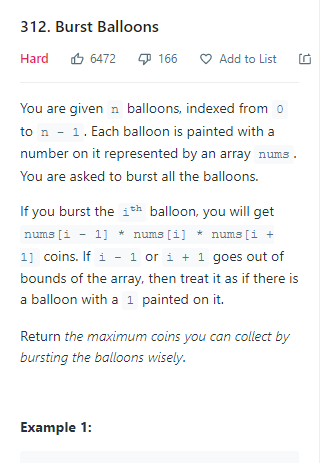 312. Burst Balloons
Hard 6472 166 Add to List
You are given n balloons, indexed from 0
to n - 1. Each balloon is painted with a
number on it represented by an array nums.
You are asked to burst all the balloons.
If you burst the ith balloon, you will get
nums[i - 1] * nums[i] * nums[i +
1] coins. If i - 1 or i + 1 goes out of
bounds of the array, then treat it as if there is
a balloon with a 1 painted on it.
Return the maximum coins you can collect by
bursting the balloons wisely.
Example 1: